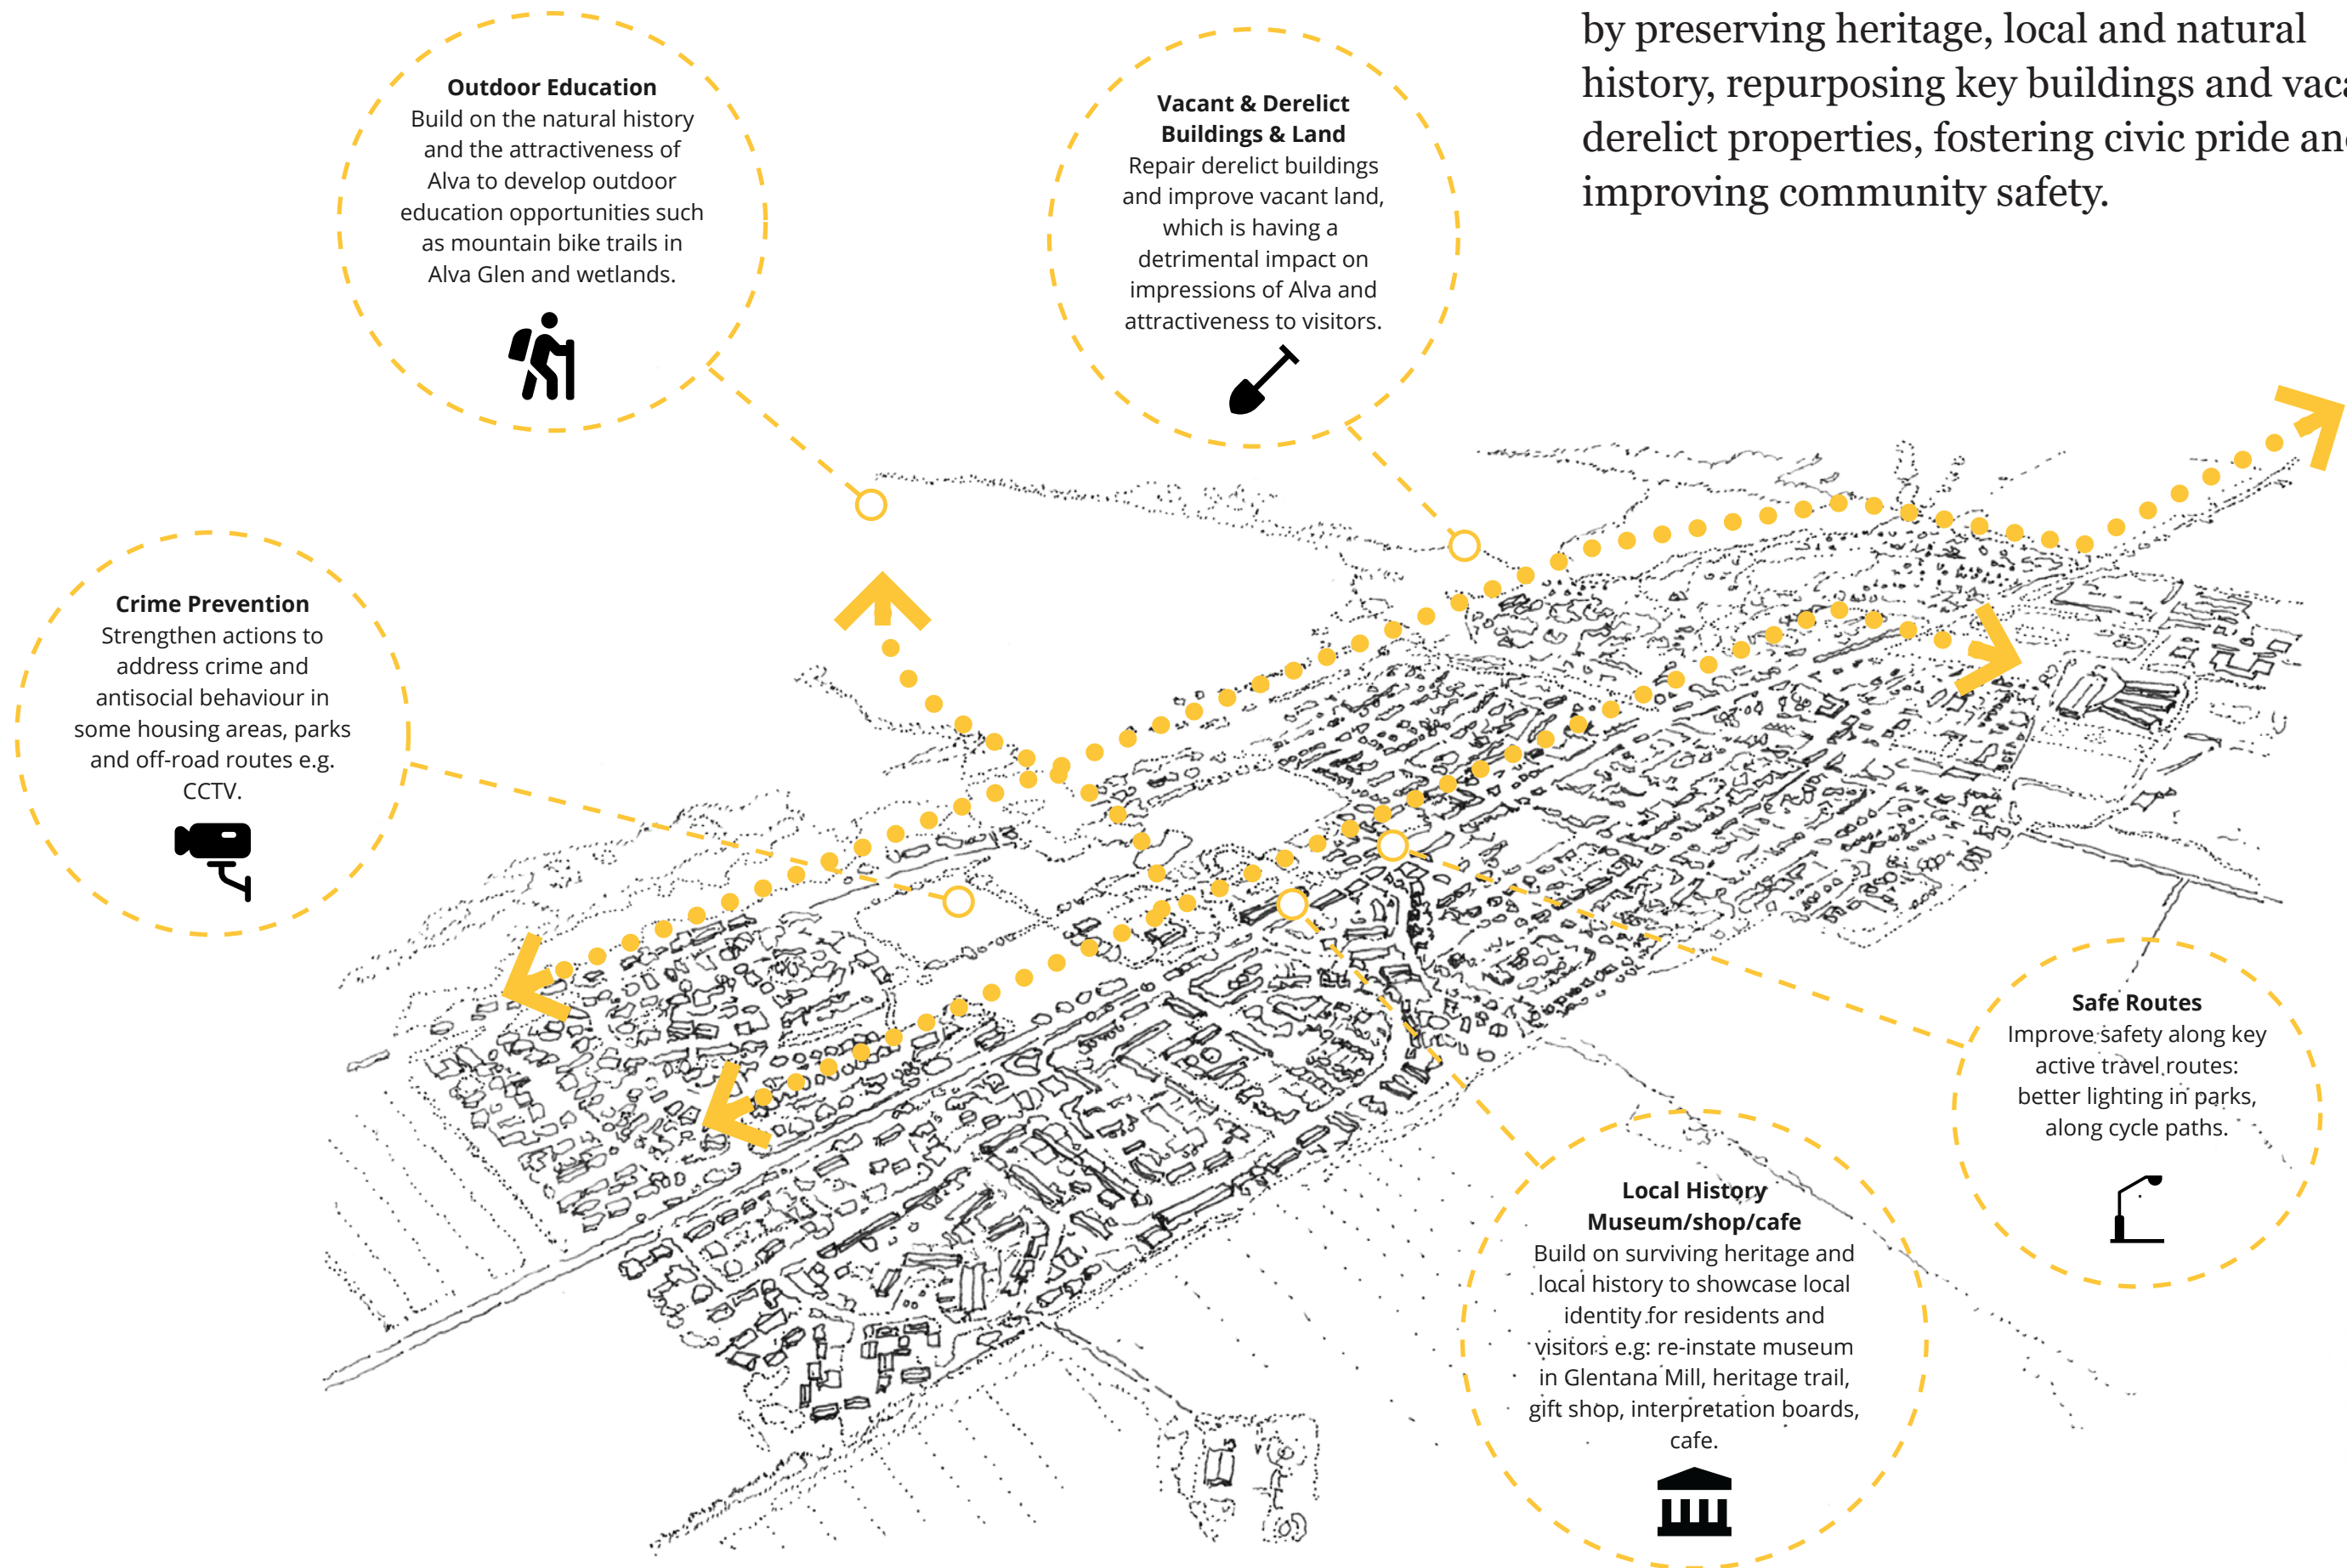 by preserving heritage, local and natural
history, repurposing key buildings and
derelict properties, fostering civic pride
improving community safety.
Outdoor Education
Build on the natural history
and the attractiveness of
Alva to develop outdoor
education opportunities such
as mountain bike trails in
Alva Glen and wetlands.
Vacant & Derelict
Buildings & Land
Repair derelict buildings
and improve vacant land,
which is having a
detrimental impact on
impressions of Alva and
attractiveness to visitors.
Crime Prevention
Strengthen actions to
address crime and
antisocial behaviour in
some housing areas, parks
and off-road routes e.g.
CCTV.
Safe Routes
Improve safety along key
active travel routes:
better lighting in parks,
along cycle paths.
Local History
Museum/shop/cafe
Build on surviving heritage and
local history to showcase local
identity for residents and
visitors e.g: re-instate museum
in Glentana Mill, heritage trail,
gift shop, interpretation boards,
cafe.